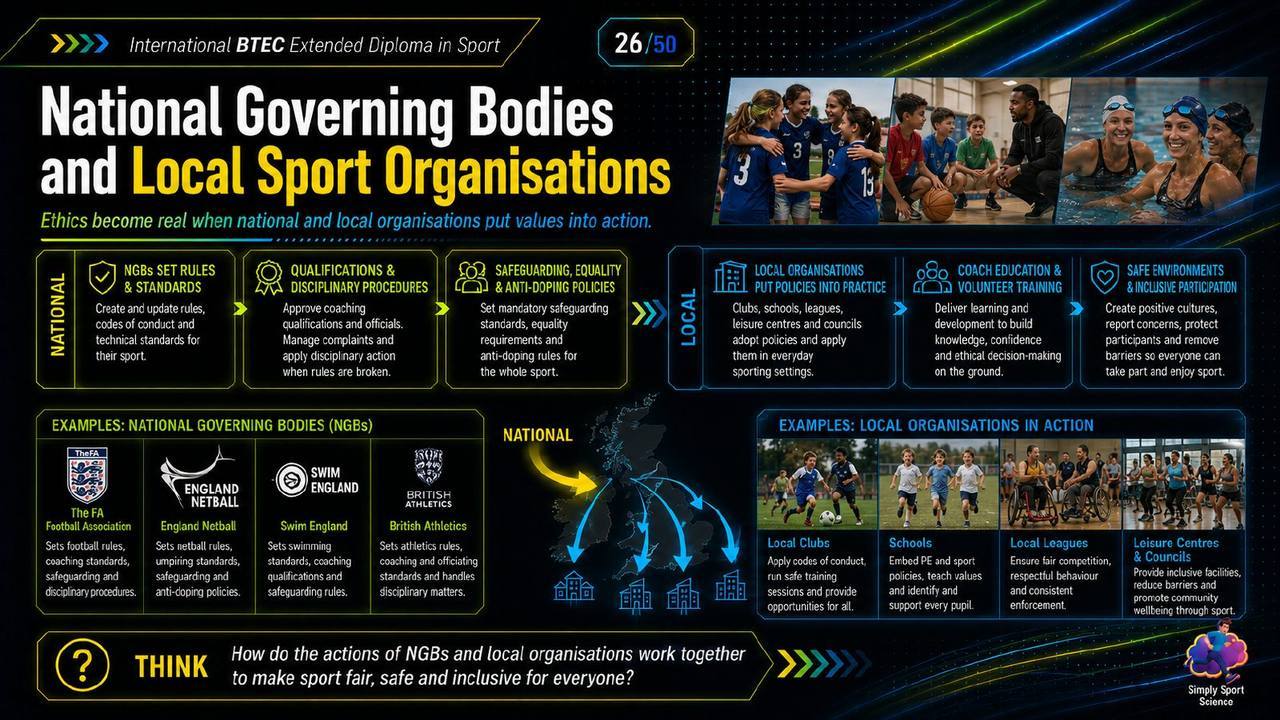 International BTEC Extended Diploma in Sport
26/50
National Governing Bodies
and Local Sport Organisations
Ethics become real when national and local organisations put values into action.
3
9
8
13
NATIONAL
NGBs SET RULES
& STANDARDS
Create and update rules,
codes of conduct and
technical standards for
their sport.
QUALIFICATIONS &
DISCIPLINARY PROCEDURES
Approve coaching
qualifications and officials.
Manage complaints and
apply disciplinary action
when rules are broken.
SAFEGUARDING, EQUALITY
& ANTI-DOPING POLICIES
Set mandatory safeguarding
standards, equality
requirements and
anti-doping rules for
the whole sport.
LOCAL
LOCAL ORGANISATIONS
PUT POLICIES INTO PRACTICE
Clubs, schools, leagues,
leisure centres and councils
adopt policies and apply
them in everyday
sporting settings.
COACH EDUCATION &
VOLUNTEER TRAINING
Deliver learning and
development to build
knowledge, confidence
and ethical decision-making
on the ground.
SAFE ENVIRONMENTS
& INCLUSIVE PARTICIPATION
Create positive cultures,
report concerns, protect
participants and remove
barriers so everyone can
take part and enjoy sport.
EXAMPLES: NATIONAL GOVERNING BODIES (NGBs)
TheFA
The FA
Football Association
Sets football rules,
coaching standards,
safeguarding and
disciplinary procedures.
ENGLAND
NETBALL
England Netball
Sets netball rules,
umpiring standards,
safeguarding and
anti-doping policies.
SWIM
ENGLAND
Swim England
Sets swimming
standards, coaching
qualifications and
safeguarding rules.
BRITISH
ATHLETICS
British Athletics
Sets athletics rules,
coaching and officiating
standards and handles
disciplinary matters.
NATIONAL
EXAMPLES: LOCAL ORGANISATIONS IN ACTION
Local Clubs
Apply codes of conduct,
run safe training
sessions and provide
opportunities for all.
Schools
Embed PE and sport
policies, teach values
and identify and
support every pupil.
Local Leagues
Ensure fair competition,
respectful behaviour
and consistent
enforcement.
Leisure Centres
& Councils
Provide inclusive facilities,
reduce barriers and
promote community
wellbeing through sport.
?
THINK
How do the actions of NGBs and local organisations work together
to make sport fair, safe and inclusive for everyone?
Simply Sport
Science